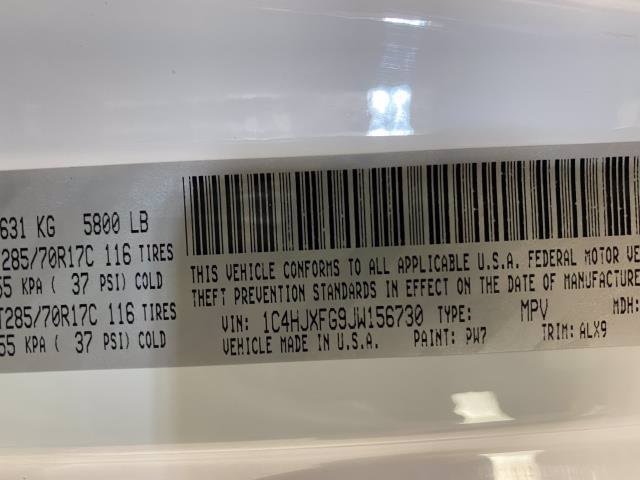 631 KG 5800 LB
285/70R17C 116 TIRES
55 KPA ( 37 PSI) COLD
T285/70R17C 116 TIRES
55 KPA ( 37 PSI) COLD
THIS VEHICLE CONFORMS TO ALL APPLICABLE U.S.A. FEDERAL MOTOR VE
THEFT PREVENTION STANDARDS IN EFFECT ON THE DATE OF MANUFACTURE
VIN: 1C4HJXFG9JW156730 TYPE: MPV MDH:
VEHICLE MADE IN U.S.A. PAINT: PW7 TRIM: ALX9